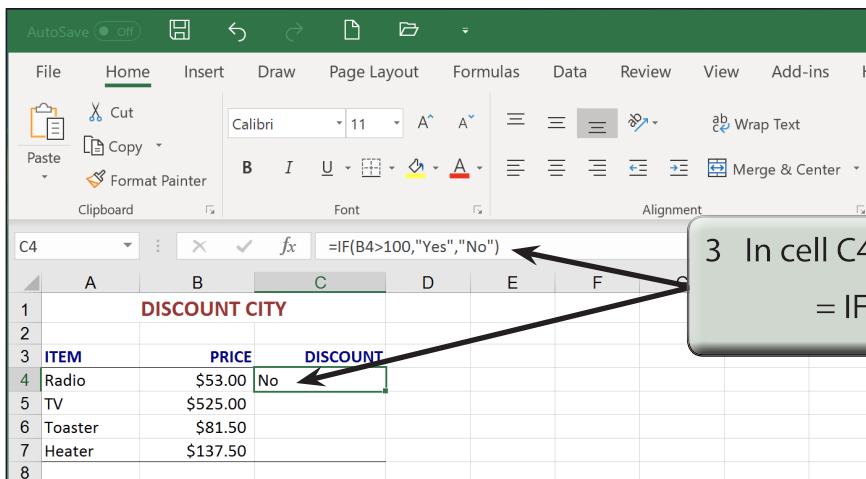 AutoSave Off
File Home Insert Draw Page Layout Formulas Data Review View Add-ins
Cut
Copy
Format Painter
Paste
Calibri 11 A^ A˅
B I U A
ab Wrap Text
Merge & Center
Clipboard Font Alignment
C4 fx =IF(B4>100,"Yes","No")
3 In cell C4
= IF
A B C D E F G
1 DISCOUNT CITY
2
3 ITEM PRICE DISCOUNT
4 Radio $53.00 No
5 TV $525.00
6 Toaster $81.50
7 Heater $137.50
8